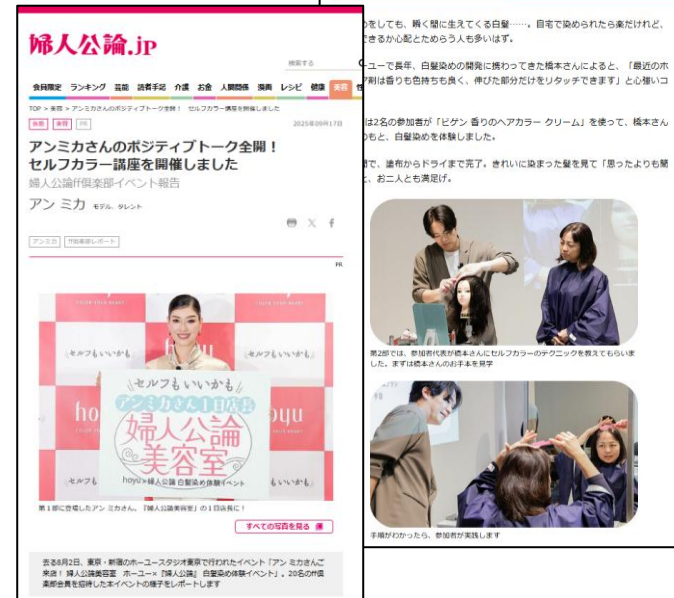 婦人公論.jp
検索する
会員限定 ランキング 芸能 読者手記 介護 お金 人間関係 漫画 レシピ 健康 美容 性
TOP > 美容 > アンミカさんのポジティブトーク全開！ セルフカラー講座を開催しました
美容 PR
2025年09月17日
アンミカさんのポジティブトーク全開！
セルフカラー講座を開催しました
婦人公論ff倶楽部イベント報告
アン ミカ モデル、タレント
アンミカ ff倶楽部レポート
PR
セルフもいいかも
アンミカさん1日店長
婦人公論
美容室
hoyu×婦人公論 白髪染め体験イベント
第1部に登場したアン ミカさん。『婦人公論美容室』の1日店長に！
すべての写真を見る
去る8月2日、東京・新宿のホーユースタジオ東京で行われたイベント「アン ミカさんご
来店！ 婦人公論美容室 ホーユー×『婦人公論』 白髪染め体験イベント」。20名のff倶
楽部会員を招待した本イベントの様子をレポートします
をしても、瞬く間に生えてくる白髪……。自宅で染められたら楽だけれど、
できるか心配とためらう人も多いはず。
ーユーで長年、白髪染めの開発に携わってきた橋本さんによると、「最近のホ
剤は香りも色持ちも良く、伸びた部分だけをリタッチできます」と心強いコ
は2名の参加者が「ビゲン 香りのヘアカラー クリーム」を使って、橋本さん
のもと、白髪染めを体験しました。
間で、塗布からドライまで完了。きれいに染まった髪を見て「思ったよりも簡
と、お二人とも満足げ。
第2部では、参加者代表が橋本さんにセルフカラーのテクニックを教えてもらいま
した。まずは橋本さんのお手本を見学
手順がわかったら、参加者が実践します